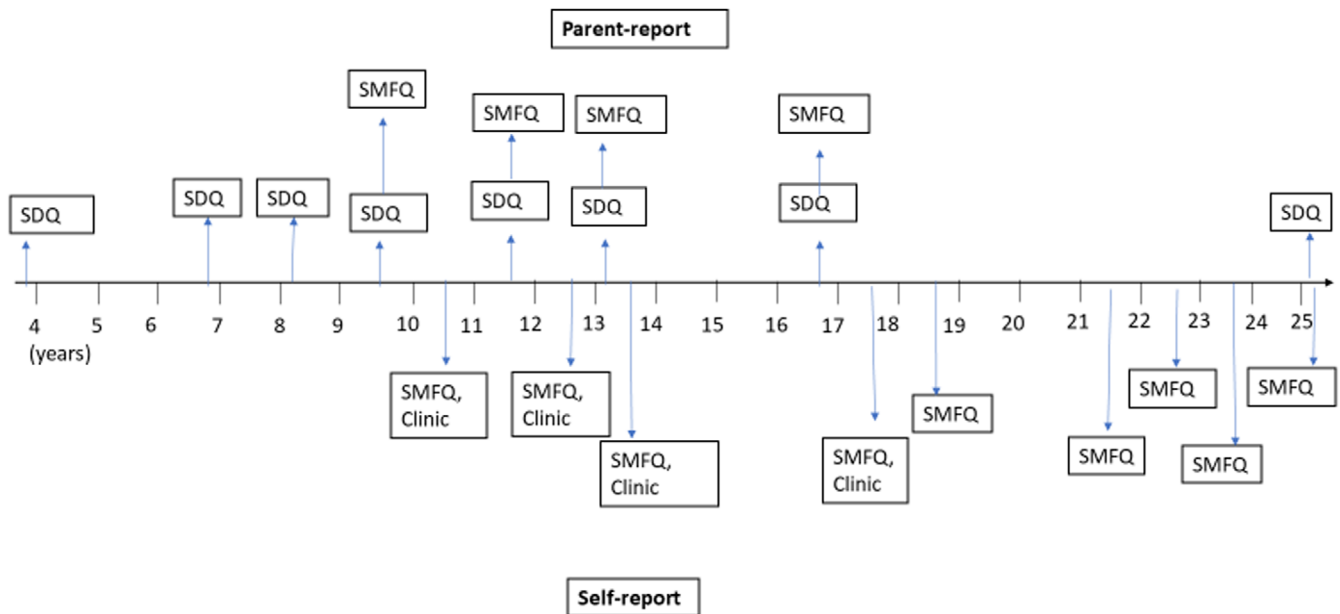 Parent-report
SMFQ
SMFQ
SMFQ
SMFQ
SDQ
SDQ
SDQ
SDQ
SDQ
SDQ
SDQ
SDQ
4 5 6 7 8 9 10 11 12 13 14 15 16 17 18 19 20 21 22 23 24 25
(years)
SMFQ,
Clinic
SMFQ,
Clinic
SMFQ,
Clinic
SMFQ,
Clinic
SMFQ
SMFQ
SMFQ
SMFQ
SMFQ
Self-report